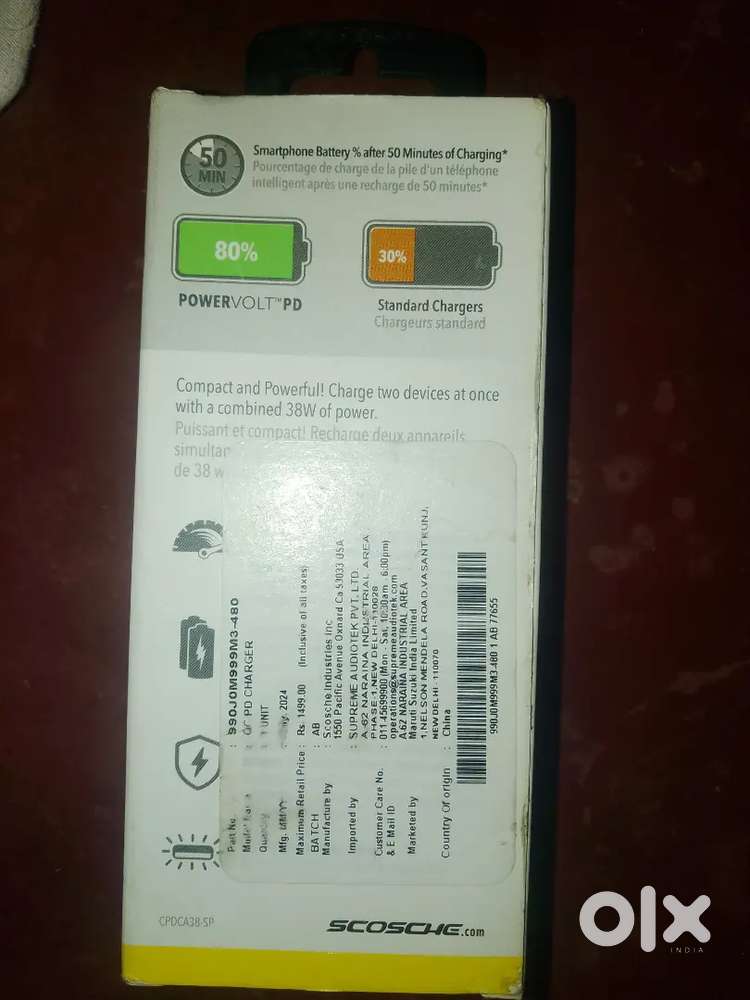 50
MIN
Smartphone Battery % after 50 Minutes of Charging*
Pourcentage de charge de la pile d'un téléphone
intelligent après une recharge de 50 minutes*
80%
30%
POWERVOLT™PD
Standard Chargers
Chargeurs standard
Compact and Powerful! Charge two devices at once
with a combined 38W of power.
Puissant et compact! Recharge deux appareils
de 38 w
Part No. : 990J0M999M3-480
PD CHARGER
UNIT
Mfg. 2024
Maximum Retail Price : Rs 1499.00 (Inclusive of all taxes)
BATCH : AB
Manufacture by : Scosche Industries Inc
1550 Pacific Avenue Oxnard Ca 93033 USA
Imported by : SUPREME AUDIOTEK PVT. LTD.
A-62 NARAINA INDUSTRIAL AREA
PHASE-1, NEW DELHI-110028
Customer Care No. : 011 45699900 (Mon - Sat, 10:30am - 6:00pm)
& E Mail ID operations@supremeaudiotek.com
A-62 NARAINA INDUSTRIAL AREA
Marketed by : Maruti Suzuki India Limited
1, NELSON MENDELA ROAD, VASANT KUNJ,
NEW DELHI - 110070
Country Of origin : China
990J0M999M3-480 1 AB 77655
CPDCA38-SP
SCOSCHE.com
olx
INDIA